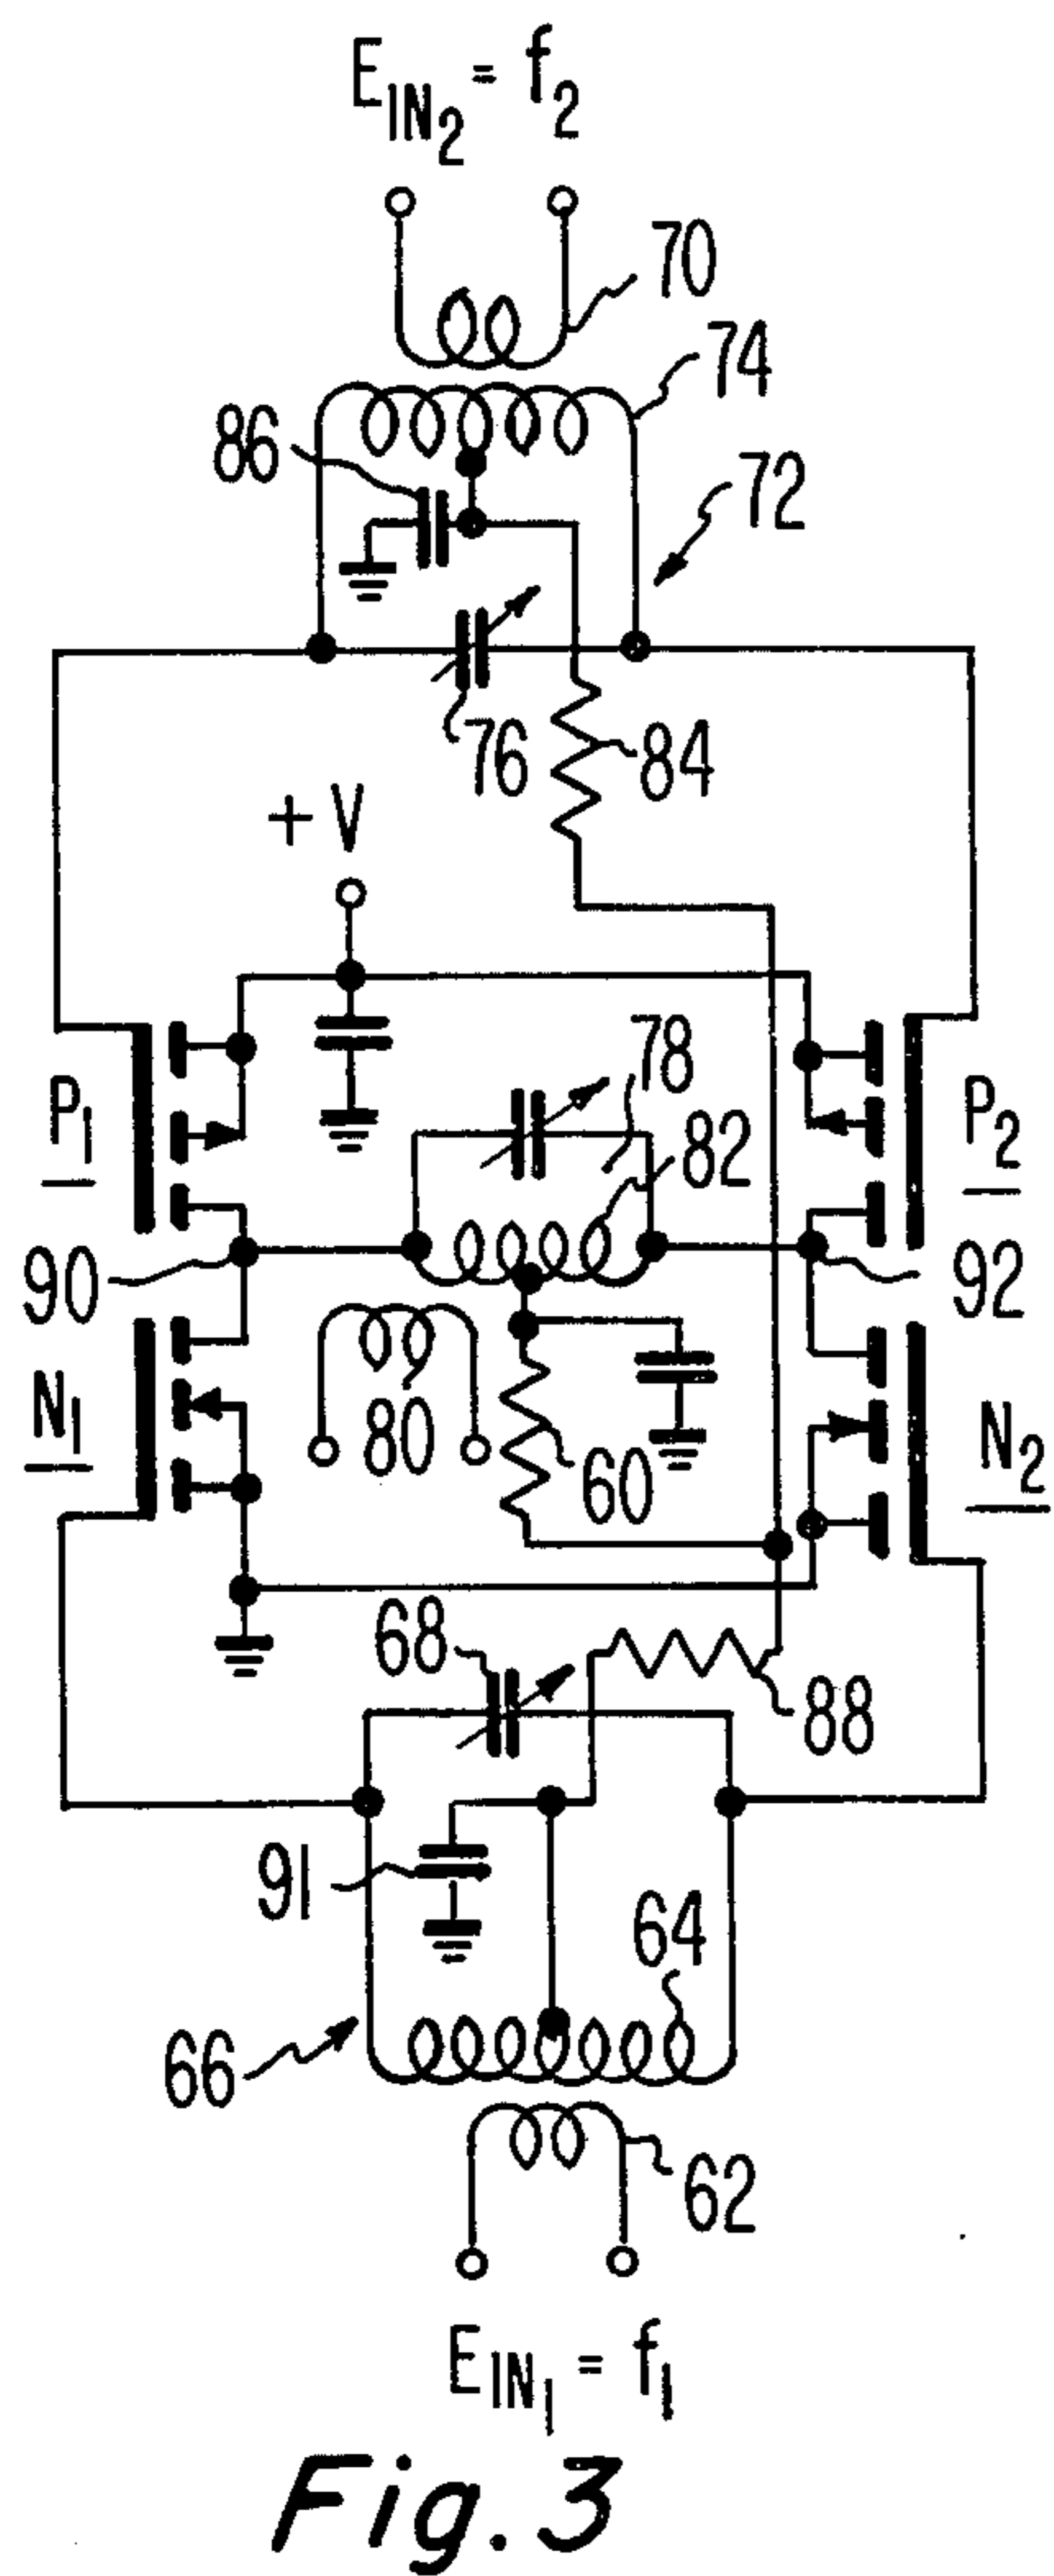 E_IN2 = f2
70
74
86
72
76
84
+ V
78
P1
P2
82
90
92
N1
80
60
N2
68
88
91
64
66
62
E_IN1 = f1
Fig. 3